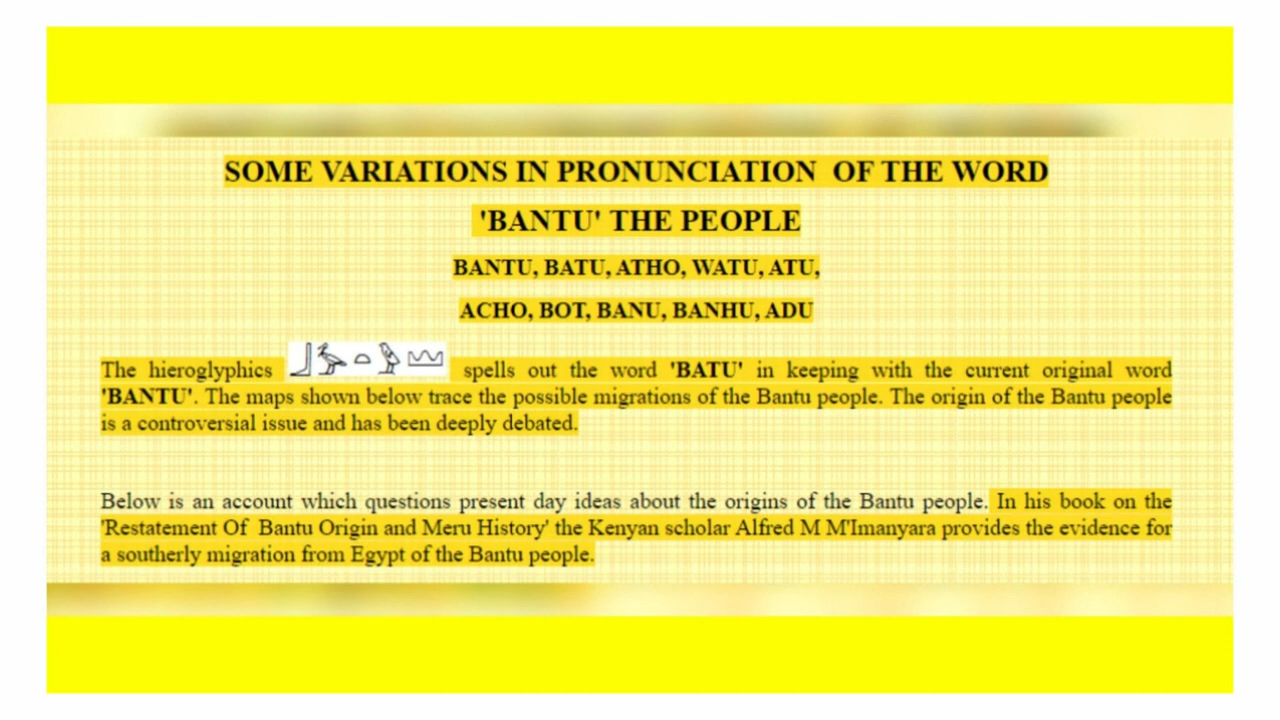 SOME VARIATIONS IN PRONUNCIATION OF THE WORD
'BANTU' THE PEOPLE
BANTU, BATU, ATHO, WATU, ATU,
ACHO, BOT, BANU, BANHU, ADU
The hieroglyphics spells out the word 'BATU' in keeping with the current original word
'BANTU'. The maps shown below trace the possible migrations of the Bantu people. The origin of the Bantu people
is a controversial issue and has been deeply debated.
Below is an account which questions present day ideas about the origins of the Bantu people. In his book on the
'Restatement Of Bantu Origin and Meru History' the Kenyan scholar Alfred M M'Imanyara provides the evidence for
a southerly migration from Egypt of the Bantu people.